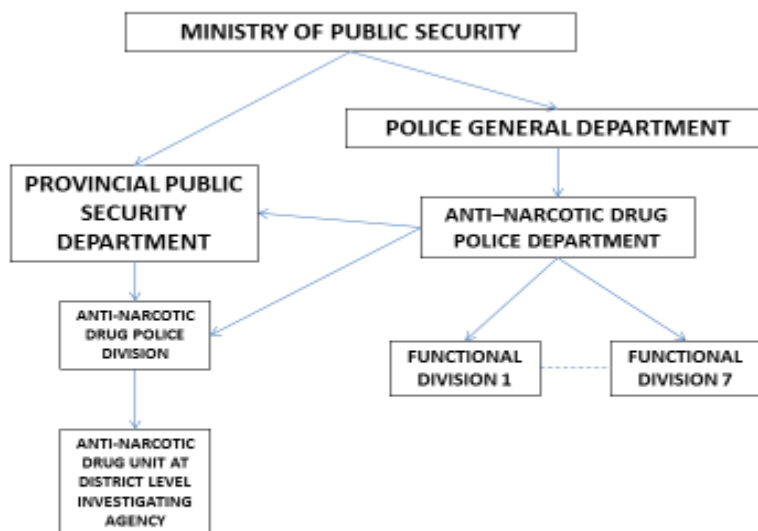 MINISTRY OF PUBLIC SECURITY
POLICE GENERAL DEPARTMENT
PROVINCIAL PUBLIC
SECURITY
DEPARTMENT
ANTI–NARCOTIC DRUG
POLICE DEPARTMENT
ANTI-NARCOTIC
DRUG POLICE
DIVISION
FUNCTIONAL
DIVISION 1
FUNCTIONAL
DIVISION 7
ANTI-NARCOTIC
DRUG UNIT AT
DISTRICT LEVEL
INVESTIGATING
AGENCY